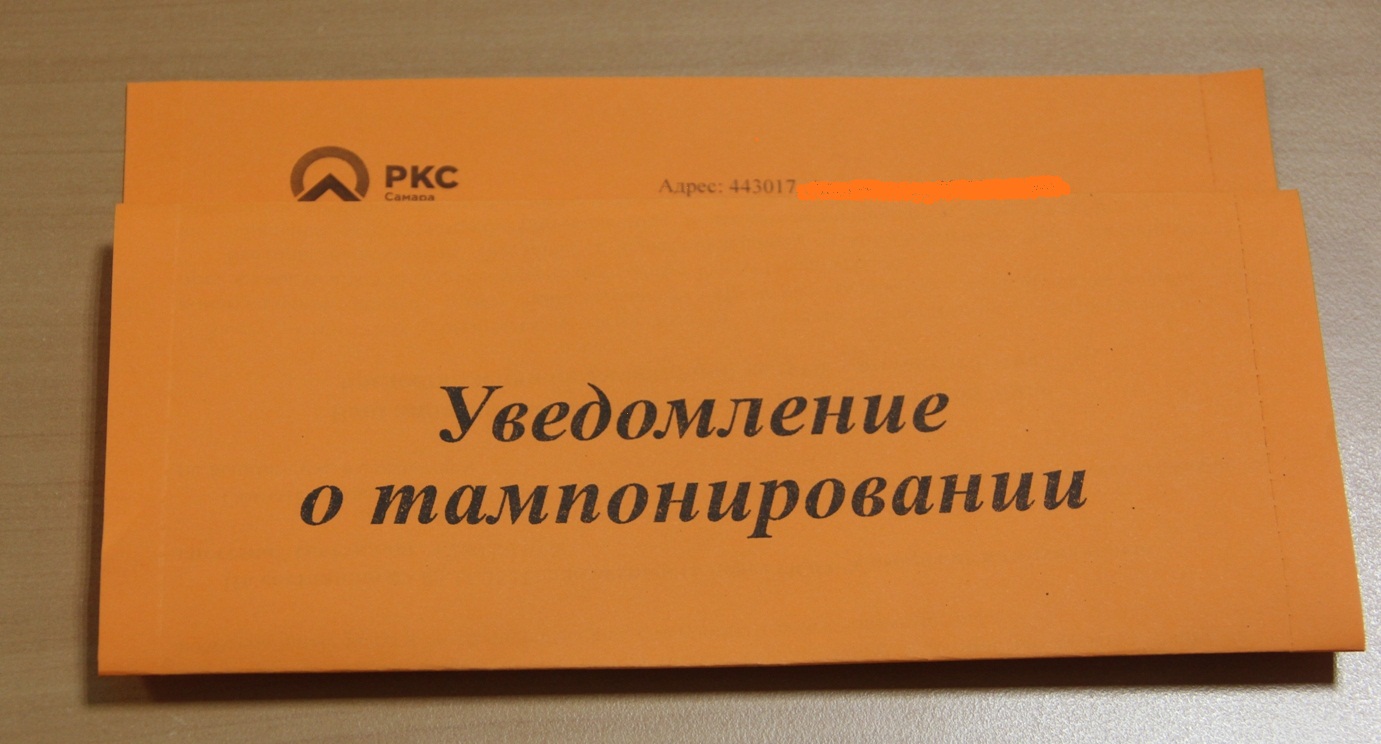 РКС
Самара
Адрес: 443017
Уведомление
о тампонировании